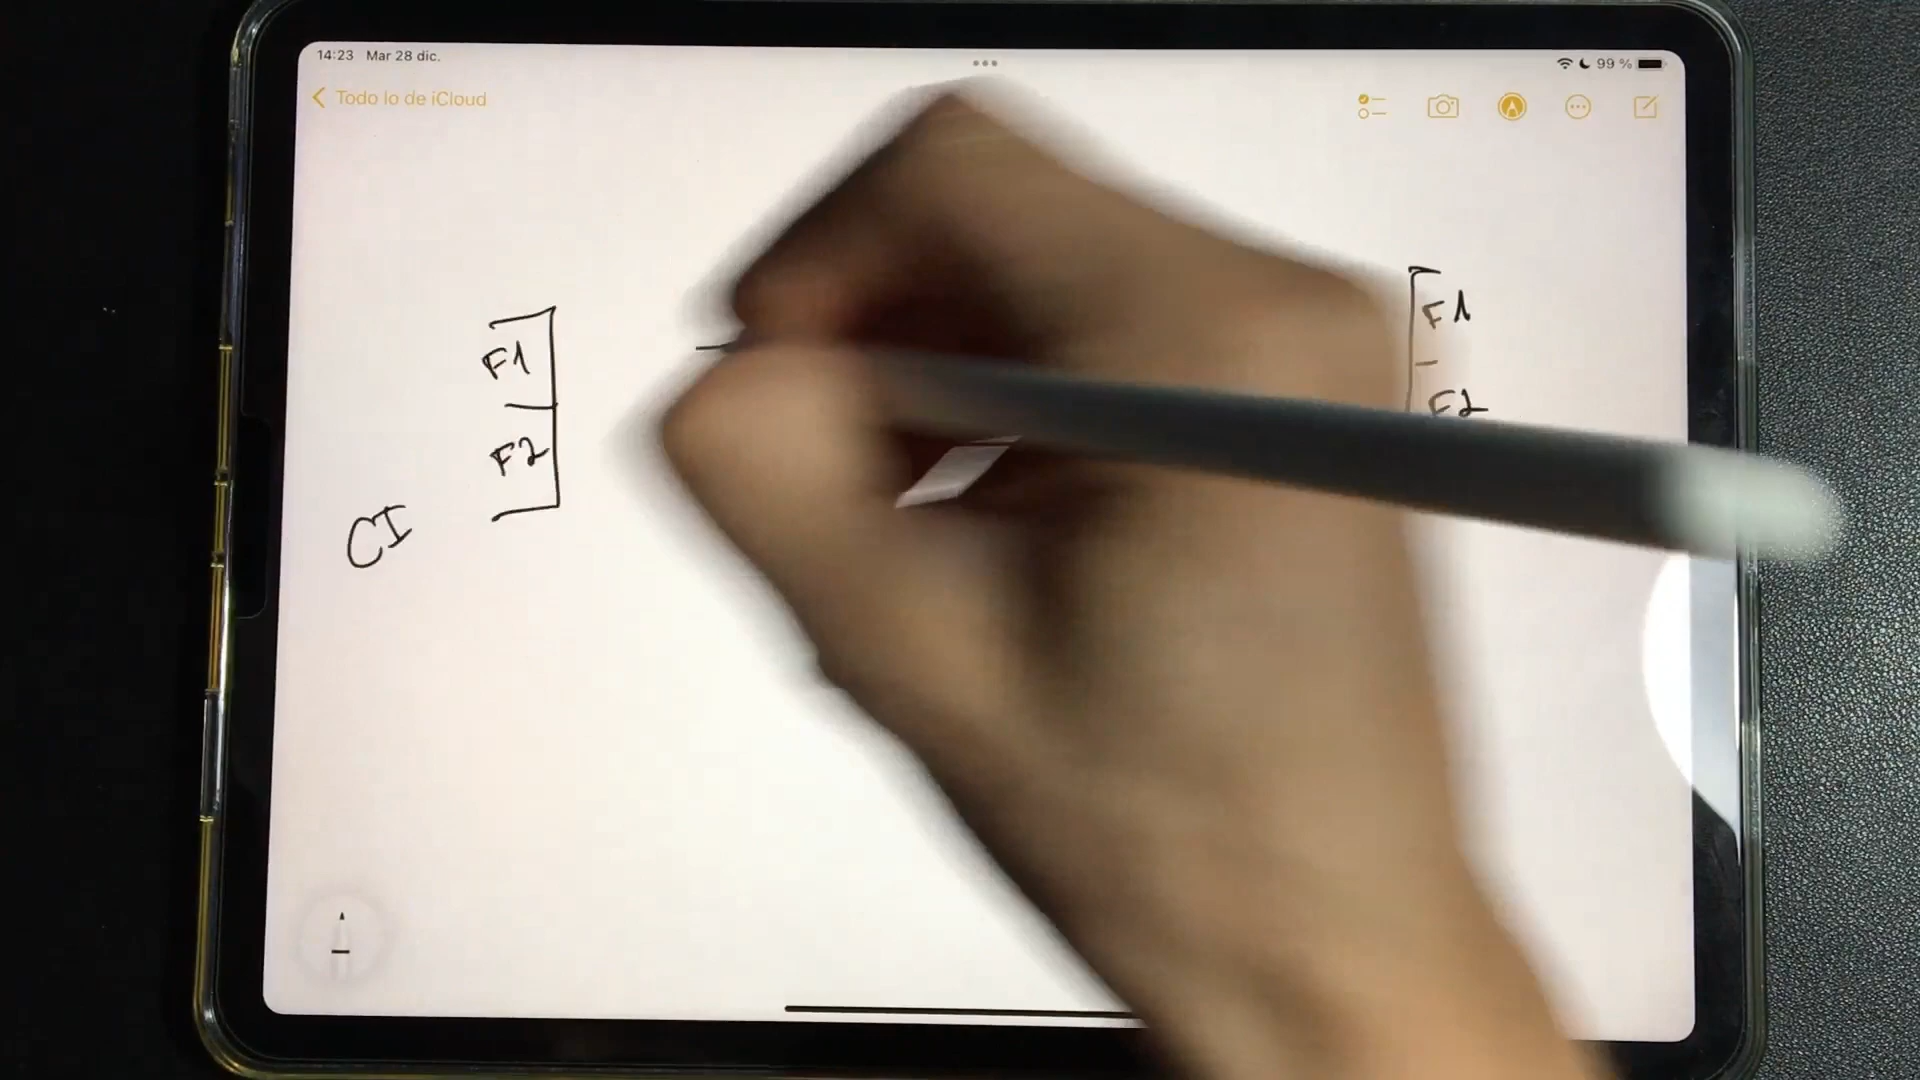 14:23 Mar 28 dic.
99 %
Todo lo de iCloud
F1
F2
CI
F1
F2